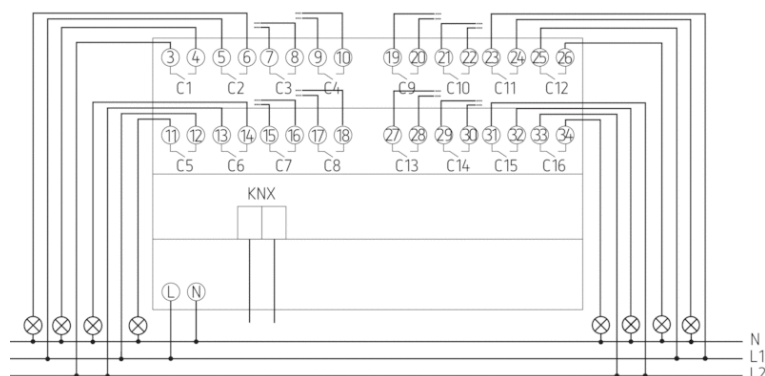 3 4 5 6 7 8 9 10 19 20 21 22 23 24 25 26
C1 C2 C3 C4 C9 C10 C11 C12
11 12 13 14 15 16 17 18 27 28 29 30 31 32 33 34
C5 C6 C7 C8 C13 C14 C15 C16
KNX
L N
N
L1
L2